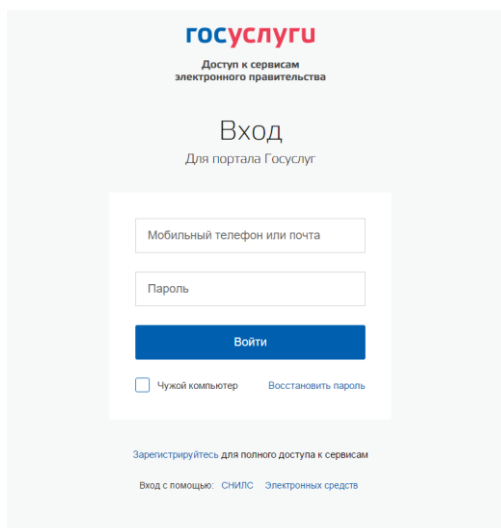 госуслуги
Доступ к сервисам
электронного правительства
Вход
Для портала Госуслуг
Мобильный телефон или почта
Пароль
Войти
Чужой компьютер Восстановить пароль
Зарегистрируйтесь для полного доступа к сервисам
Вход с помощью: СНИЛС Электронных средств